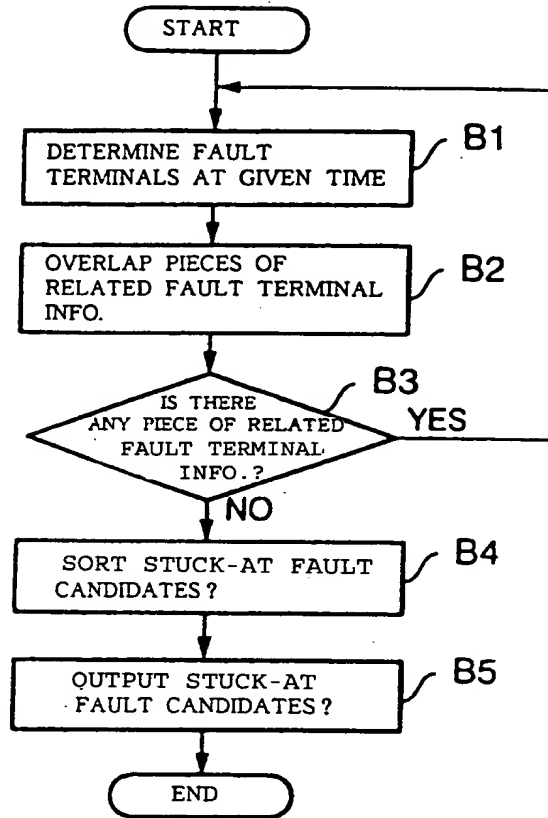 START
B1
DETERMINE FAULT
TERMINALS AT GIVEN TIME
B2
OVERLAP PIECES OF
RELATED FAULT TERMINAL
INFO.
B3
IS THERE
ANY PIECE OF RELATED
FAULT TERMINAL
INFO.?
YES
NO
B4
SORT STUCK-AT FAULT
CANDIDATES?
B5
OUTPUT STUCK-AT
FAULT CANDIDATES?
END